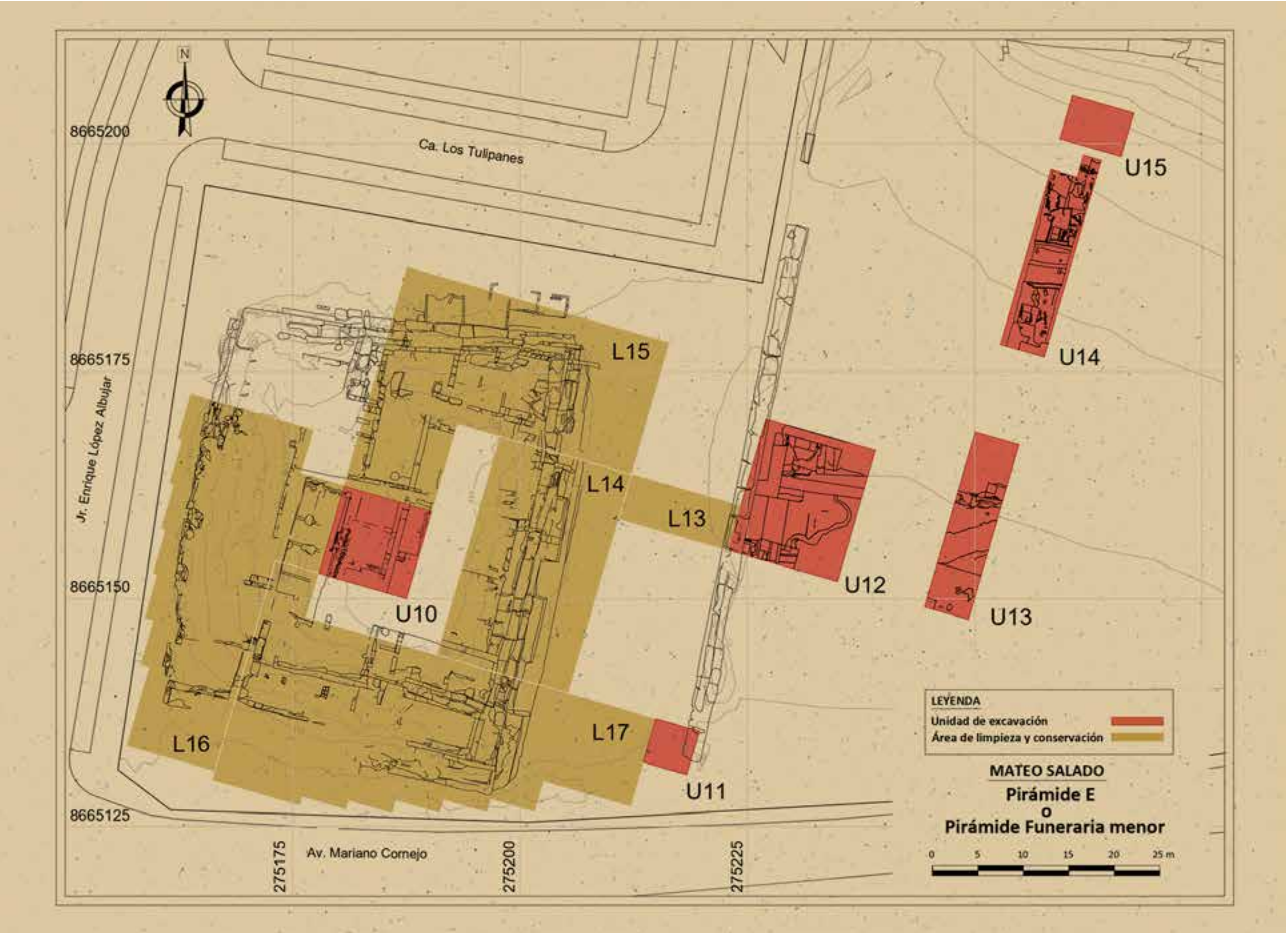 N
8665200
Ca. Los Tulipanes
U15
8665175
L15
U14
Jr. Enrique López Albujar
L14
L13
U12
U13
8665150
U10
L17
L16
U11
8665125
275175
Av. Mariano Cornejo
275200
275225
LEYENDA
Unidad de excavación
Área de limpieza y conservación
MATEO SALADO
Pirámide E
o
Pirámide Funeraria menor
0 5 10 15 20 25 m